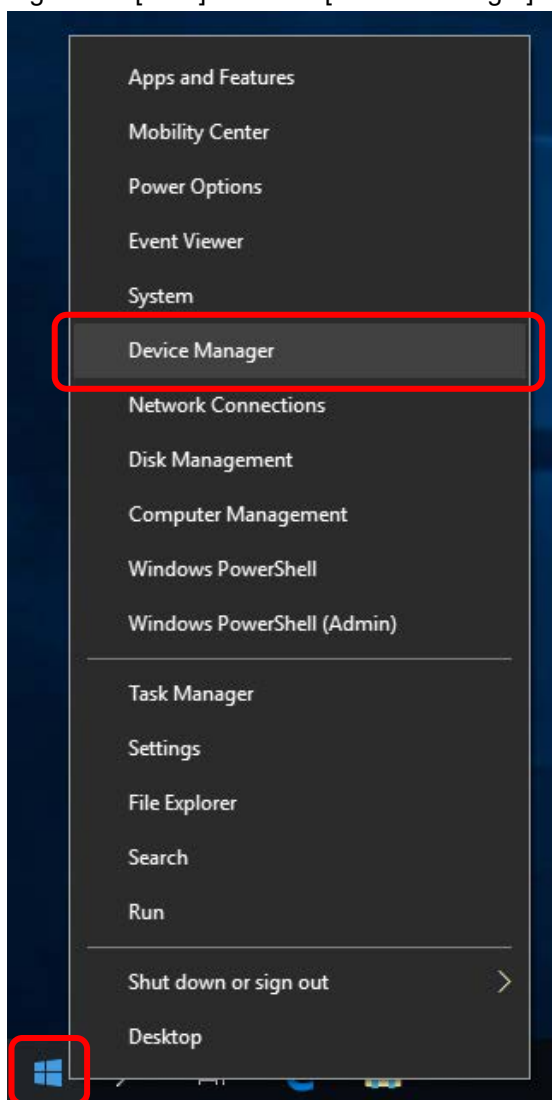 Apps and Features
Mobility Center
Power Options
Event Viewer
System
Device Manager
Network Connections
Disk Management
Computer Management
Windows PowerShell
Windows PowerShell (Admin)
Task Manager
Settings
File Explorer
Search
Run
Shut down or sign out
Desktop